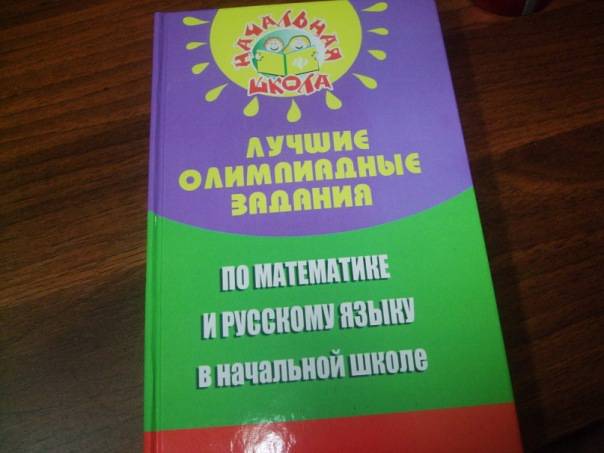 НАЧАЛЬНАЯ
ШКОЛА
ЛУЧШИЕ
ОЛИМПИАДНЫЕ
ЗАДАНИЯ
ПО МАТЕМАТИКЕ
И РУССКОМУ ЯЗЫКУ
в начальной школе